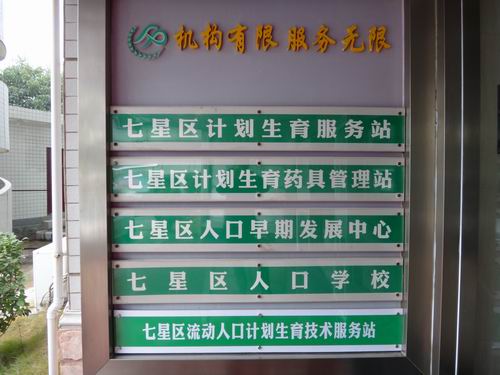 机构有限 服务无限
七星区计划生育服务站
七星区计划生育药具管理站
七星区人口早期发展中心
七星区人口学校
七星区流动人口计划生育技术服务站